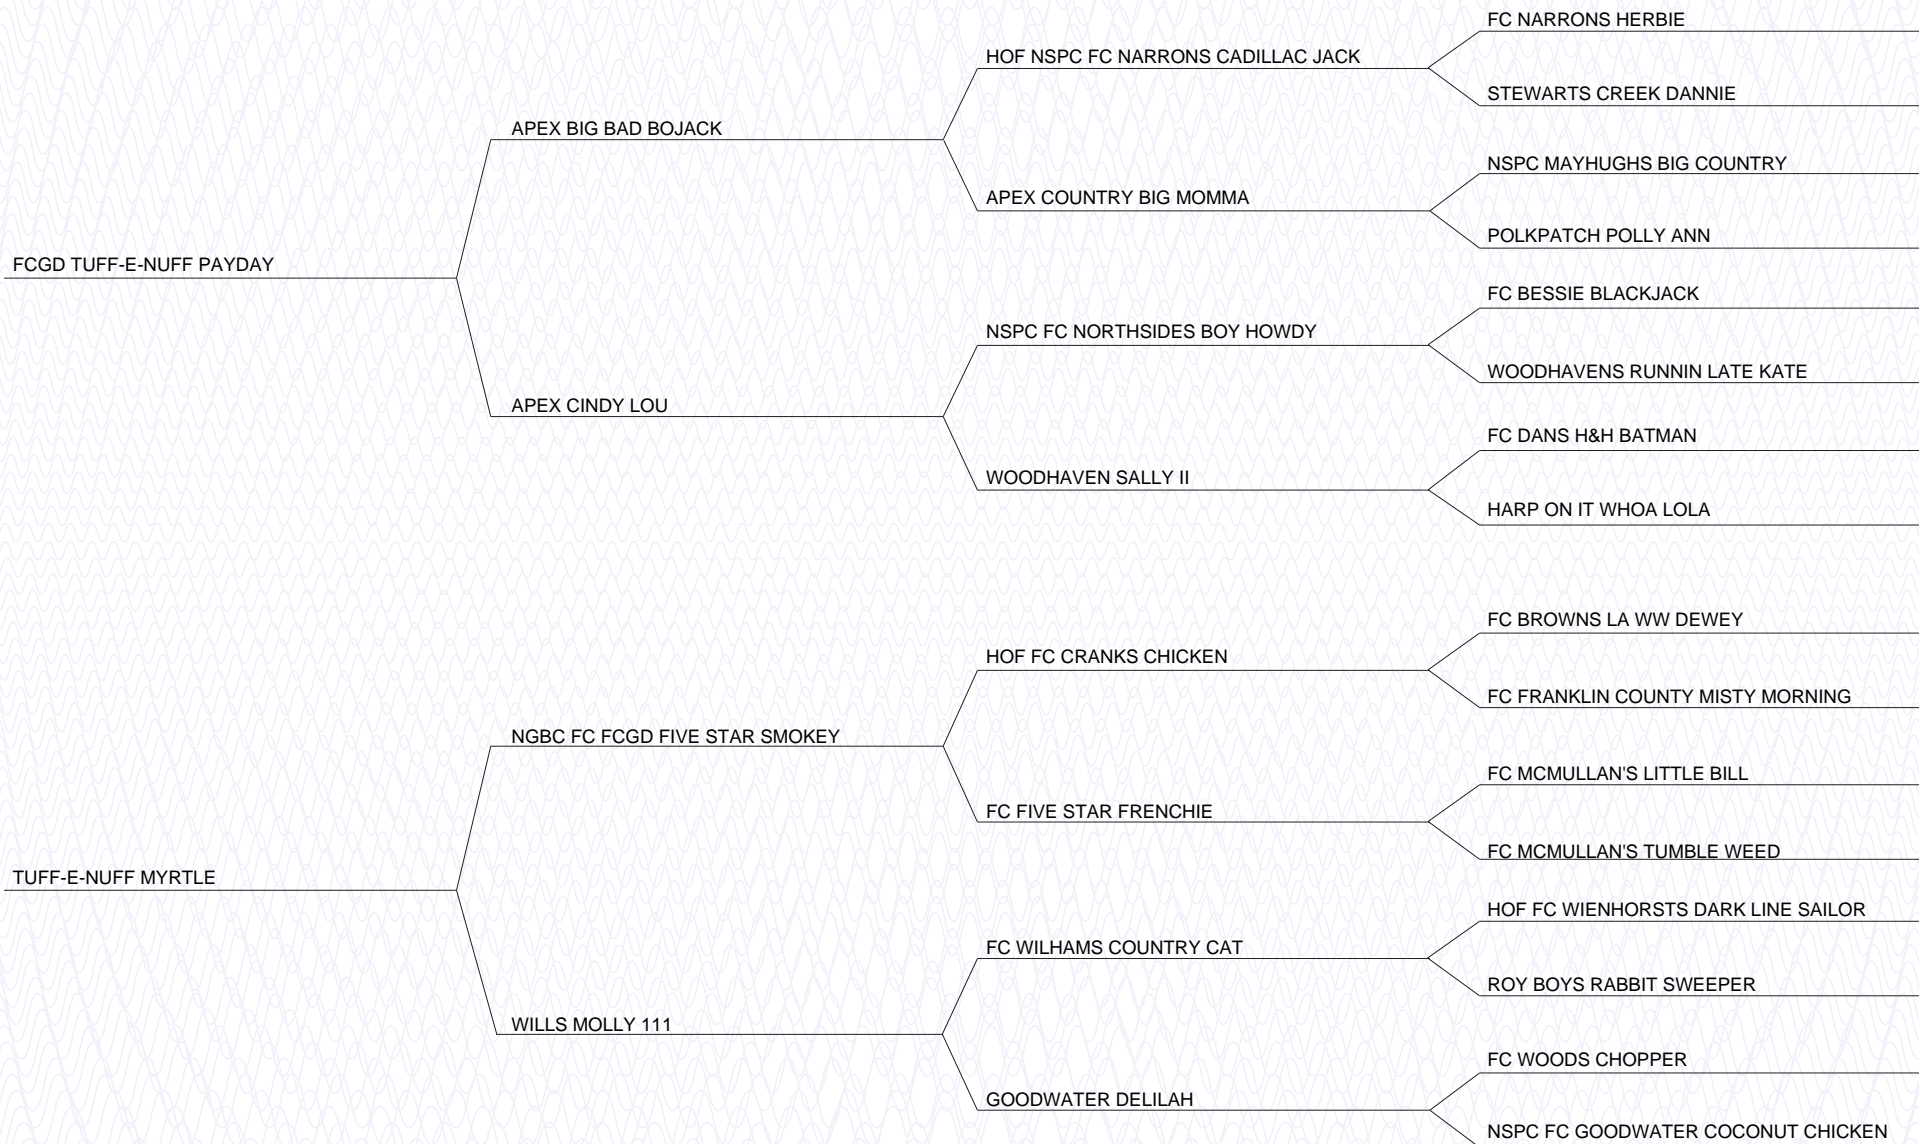 FC NARRONS HERBIE
HOF NSPC FC NARRONS CADILLAC JACK
STEWARTS CREEK DANNIE
APEX BIG BAD BOJACK
NSPC MAYHUGHS BIG COUNTRY
APEX COUNTRY BIG MOMMA
POLKPATCH POLLY ANN
FCGD TUFF-E-NUFF PAYDAY
FC BESSIE BLACKJACK
NSPC FC NORTHSIDES BOY HOWDY
WOODHAVENS RUNNIN LATE KATE
APEX CINDY LOU
FC DANS H&H BATMAN
WOODHAVEN SALLY II
HARP ON IT WHOA LOLA
FC BROWNS LA WW DEWEY
HOF FC CRANKS CHICKEN
FC FRANKLIN COUNTY MISTY MORNING
NGBC FC FCGD FIVE STAR SMOKEY
FC MCMULLAN'S LITTLE BILL
FC FIVE STAR FRENCHIE
FC MCMULLAN'S TUMBLE WEED
TUFF-E-NUFF MYRTLE
HOF FC WIENHORSTS DARK LINE SAILOR
FC WILHAMS COUNTRY CAT
ROY BOYS RABBIT SWEEPER
WILLS MOLLY 111
FC WOODS CHOPPER
GOODWATER DELILAH
NSPC FC GOODWATER COCONUT CHICKEN